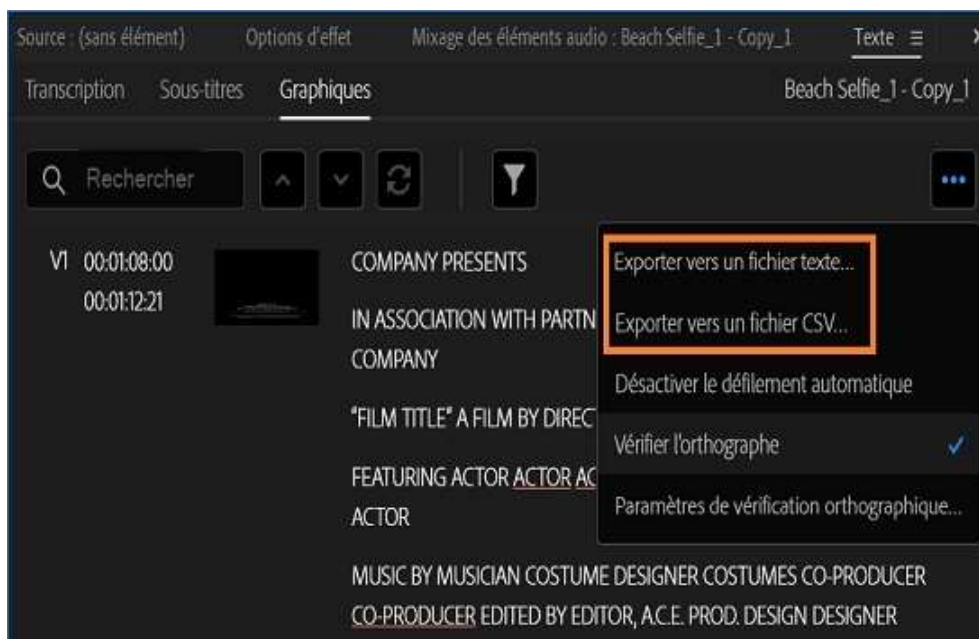 Source : (sans élément) Options d'effet Mixage des éléments audio : Beach Selfie_1 - Copy_1 Texte
Transcription Sous-titres Graphiques Beach Selfie_1 - Copy_1
Rechercher
V1 00:01:08:00
00:01:12:21
COMPANY PRESENTS
IN ASSOCIATION WITH PARTN
COMPANY
"FILM TITLE" A FILM BY DIREC
FEATURING ACTOR ACTOR AC
ACTOR
MUSIC BY MUSICIAN COSTUME DESIGNER COSTUMES CO-PRODUCER
CO-PRODUCER EDITED BY EDITOR, A.C.E. PROD. DESIGN DESIGNER
Exporter vers un fichier texte...
Exporter vers un fichier CSV...
Désactiver le défilement automatique
Vérifier l'orthographe
Paramètres de vérification orthographique...